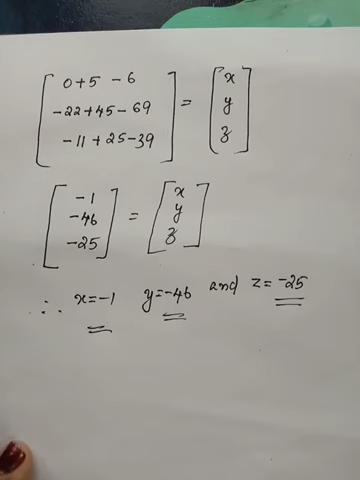 [ 0+5 -6 ] = [ x ]
[ -22+45-69 ] [ y ]
[ -11+25-39 ] [ z ]
[ -1 ] = [ x ]
[ -46 ] [ y ]
[ -25 ] [ z ]
∴ x=-1 y=-46 and z=-25